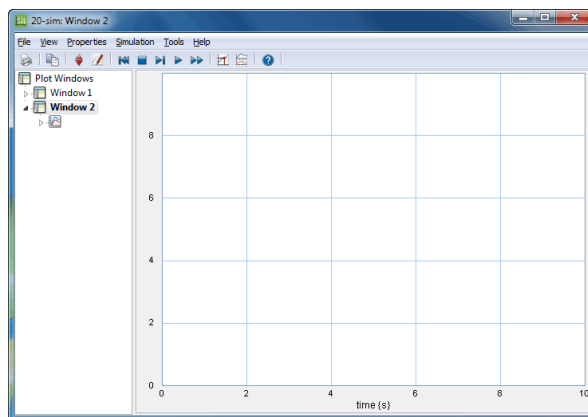 20-sim: Window 2
File View Properties Simulation Tools Help
Plot Windows
Window 1
Window 2
8
6
4
2
0
0 2 4 6 8 10
time {s}